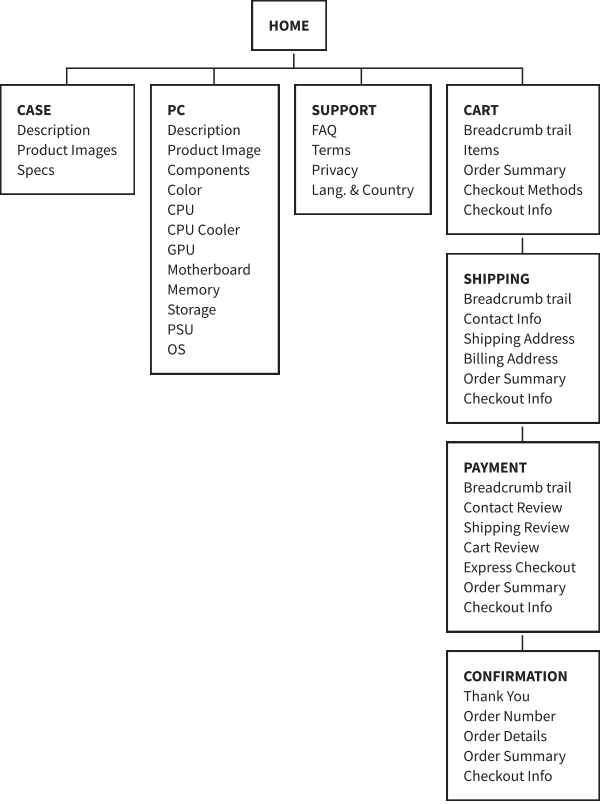 HOME
CASE
Description
Product Images
Specs
PC
Description
Product Image
Components
Color
CPU
CPU Cooler
GPU
Motherboard
Memory
Storage
PSU
OS
SUPPORT
FAQ
Terms
Privacy
Lang. & Country
CART
Breadcrumb trail
Items
Order Summary
Checkout Methods
Checkout Info
SHIPPING
Breadcrumb trail
Contact Info
Shipping Address
Billing Address
Order Summary
Checkout Info
PAYMENT
Breadcrumb trail
Contact Review
Shipping Review
Cart Review
Express Checkout
Order Summary
Checkout Info
CONFIRMATION
Thank You
Order Number
Order Details
Order Summary
Checkout Info